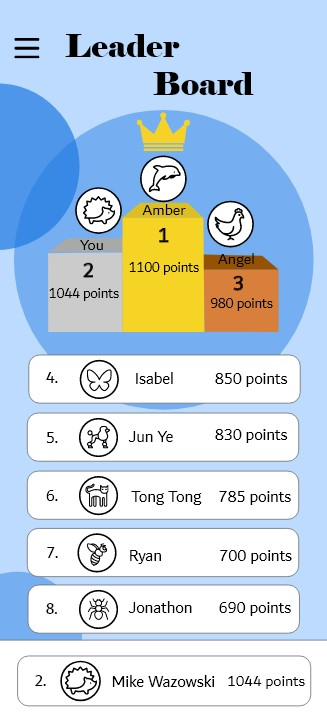 Leader
Board
Amber
1
1100 points
You
2
1044 points
Angel
3
980 points
4. Isabel 850 points
5. Jun Ye 830 points
6. Tong Tong 785 points
7. Ryan 700 points
8. Jonathon 690 points
2. Mike Wazowski 1044 points